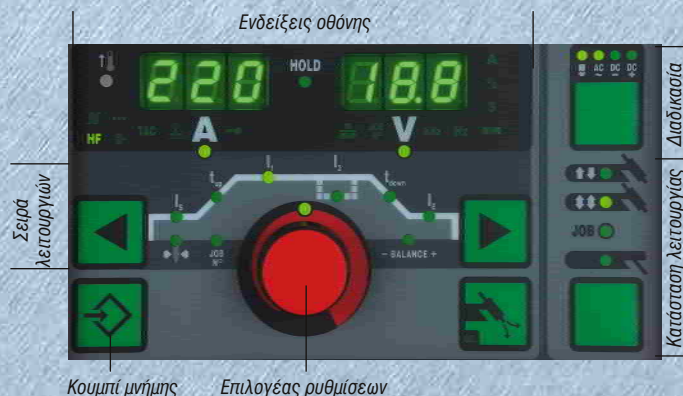 Ενδείξεις οθόνης
220 HOLD 18.8
AC DC DC
HF A V
Διαδικασία
I₁ I₂
tup tdown
IS IE
JOB
JOB N° - BALANCE +
Σειρά
λειτουργιών
Κατάσταση λειτουργίας
Κουμπί μνήμης Επιλογέας ρυθμίσεων